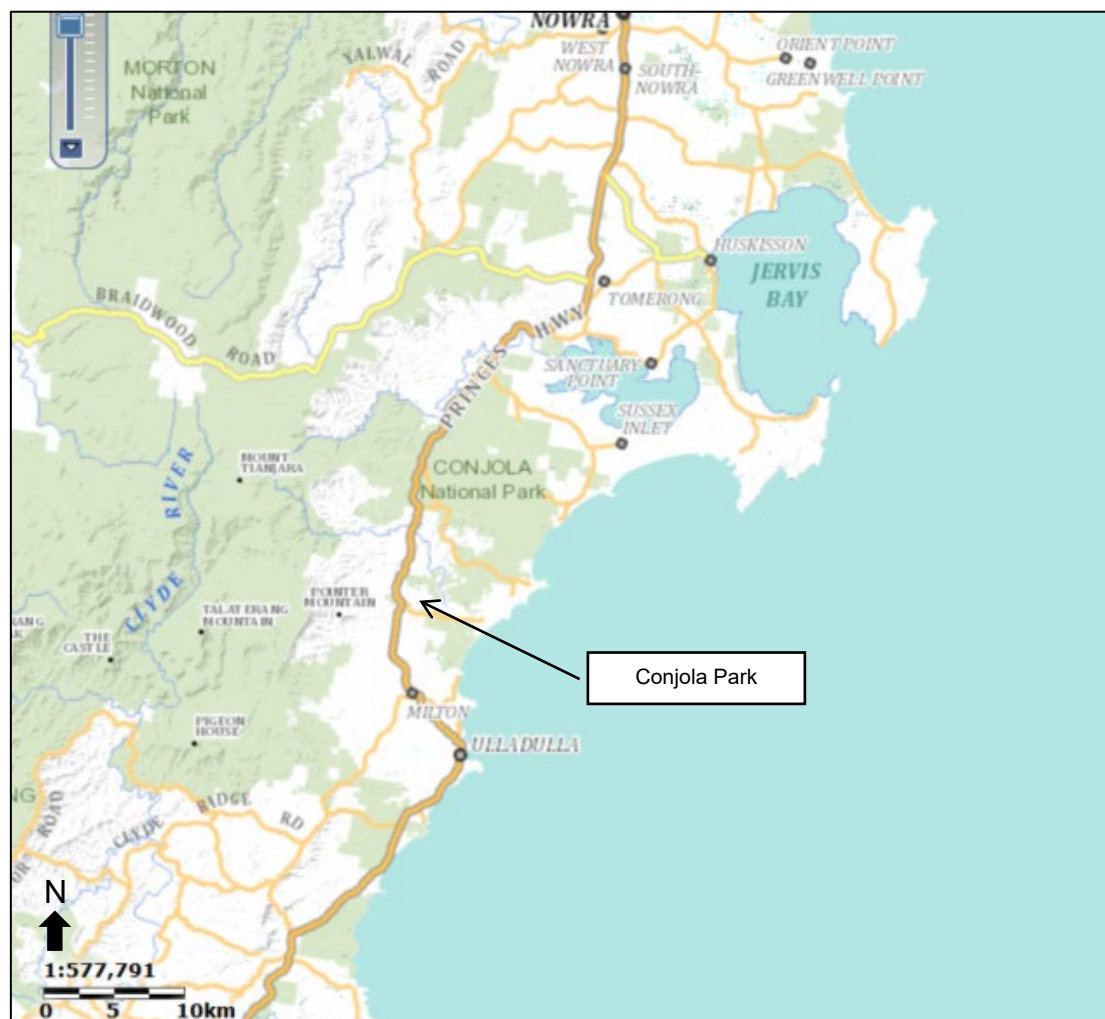 NOWRA
WEST
NOWRA
SOUTH-
NOWRA
ORIENT POINT
GREENWELL POINT
YALWAL
ROAD
MORTON
National
Park
HUSKISSON
JERVIS
BAY
TOMERONG
BRAIDWOOD
ROAD
PRINCES HWY
SANCTUARY
POINT
SUSSEX
INLET
MOUNT
TIANJARA
CONJOLA
National Park
CLYDE RIVER
POINTER
MOUNTAIN
TALATERANG
MOUNTAIN
THE
CASTLE
Conjola Park
MILTON
PIGEON
HOUSE
ULLADULLA
CLYDE RIDGE RD
ROAD
N
1:577,791
0 5 10km